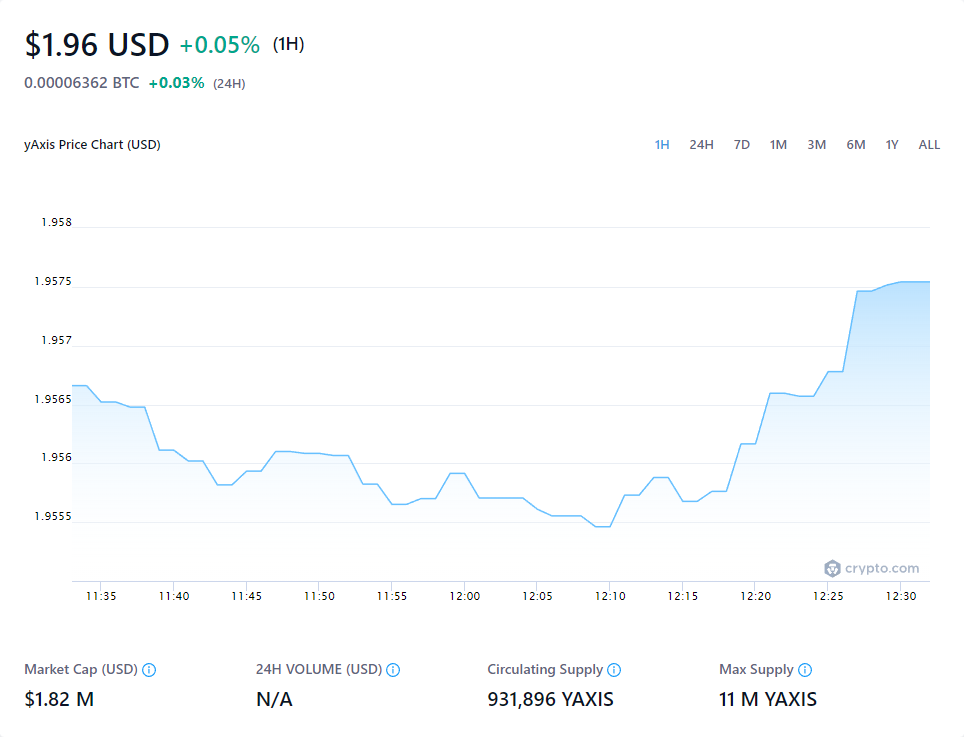 $1.96 USD +0.05% (1H)
0.00006362 BTC +0.03% (24H)
yAxis Price Chart (USD) 1H 24H 7D 1M 3M 6M 1Y ALL
1.958
1.9575
1.957
1.9565
1.956
1.9555
crypto.com
11:35 11:40 11:45 11:50 11:55 12:00 12:05 12:10 12:15 12:20 12:25 12:30
Market Cap (USD) 24H VOLUME (USD) Circulating Supply Max Supply
$1.82 M N/A 931,896 YAXIS 11 M YAXIS